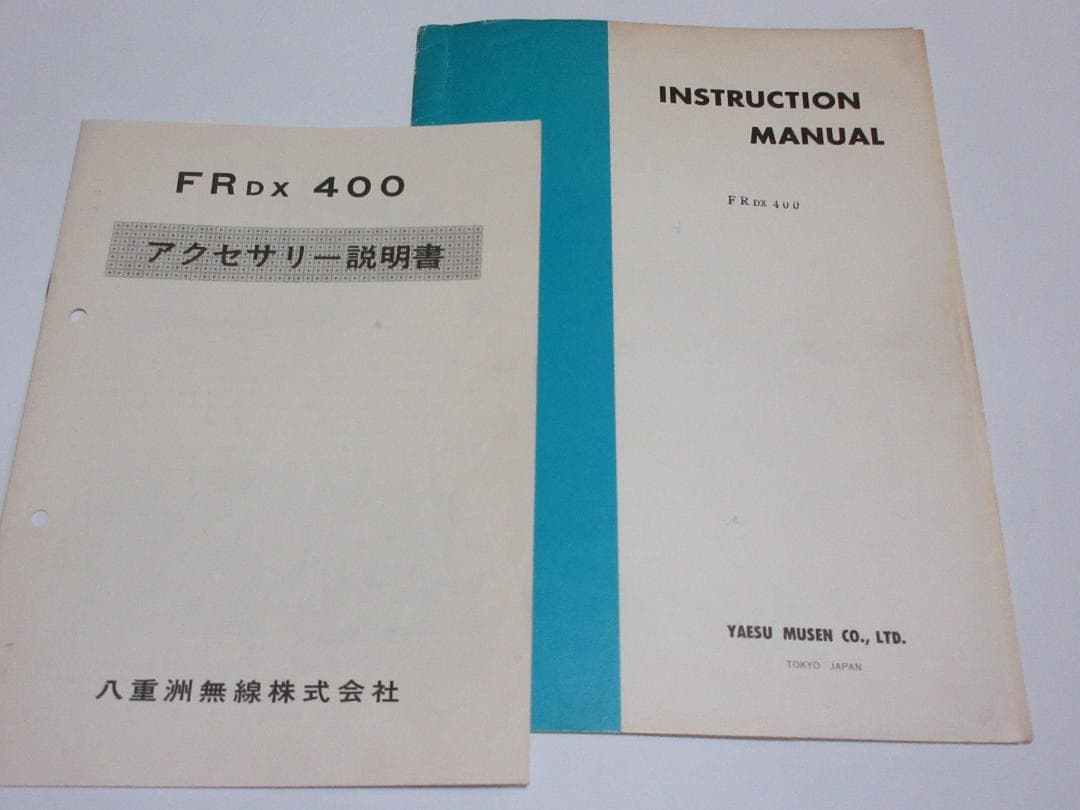 FRDX 400
アクセサリー説明書
八重洲無線株式会社
INSTRUCTION
MANUAL
FRDX 400
YAESU MUSEN CO., LTD.
TOKYO JAPAN